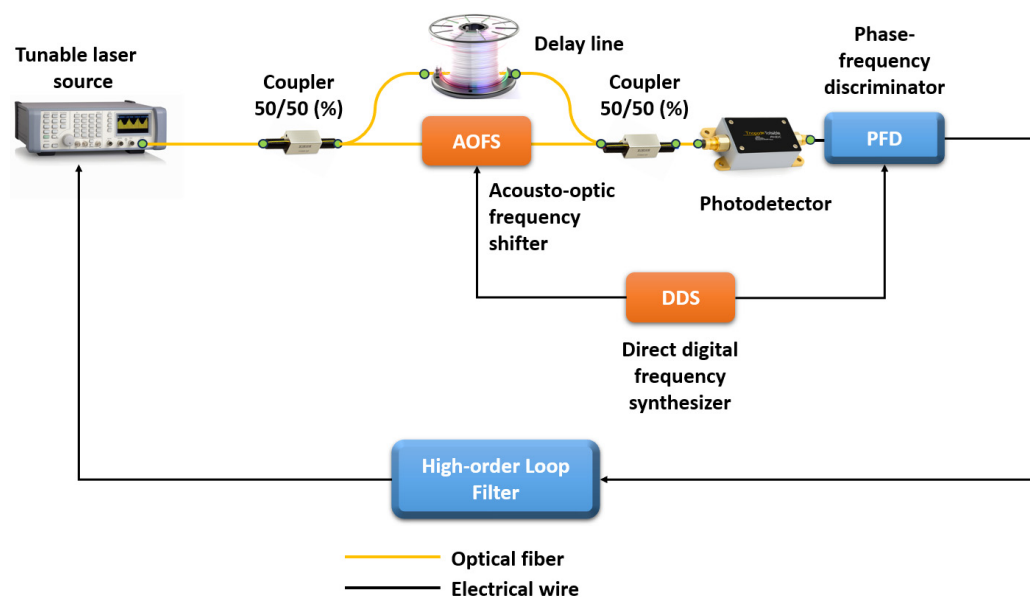 Tunable laser
source
Coupler
50/50 (%)
Delay line
Coupler
50/50 (%)
Phase-
frequency
discriminator
AOFS
PFD
Acousto-optic
frequency
shifter
Photodetector
DDS
Direct digital
frequency
synthesizer
High-order Loop
Filter
Optical fiber
Electrical wire